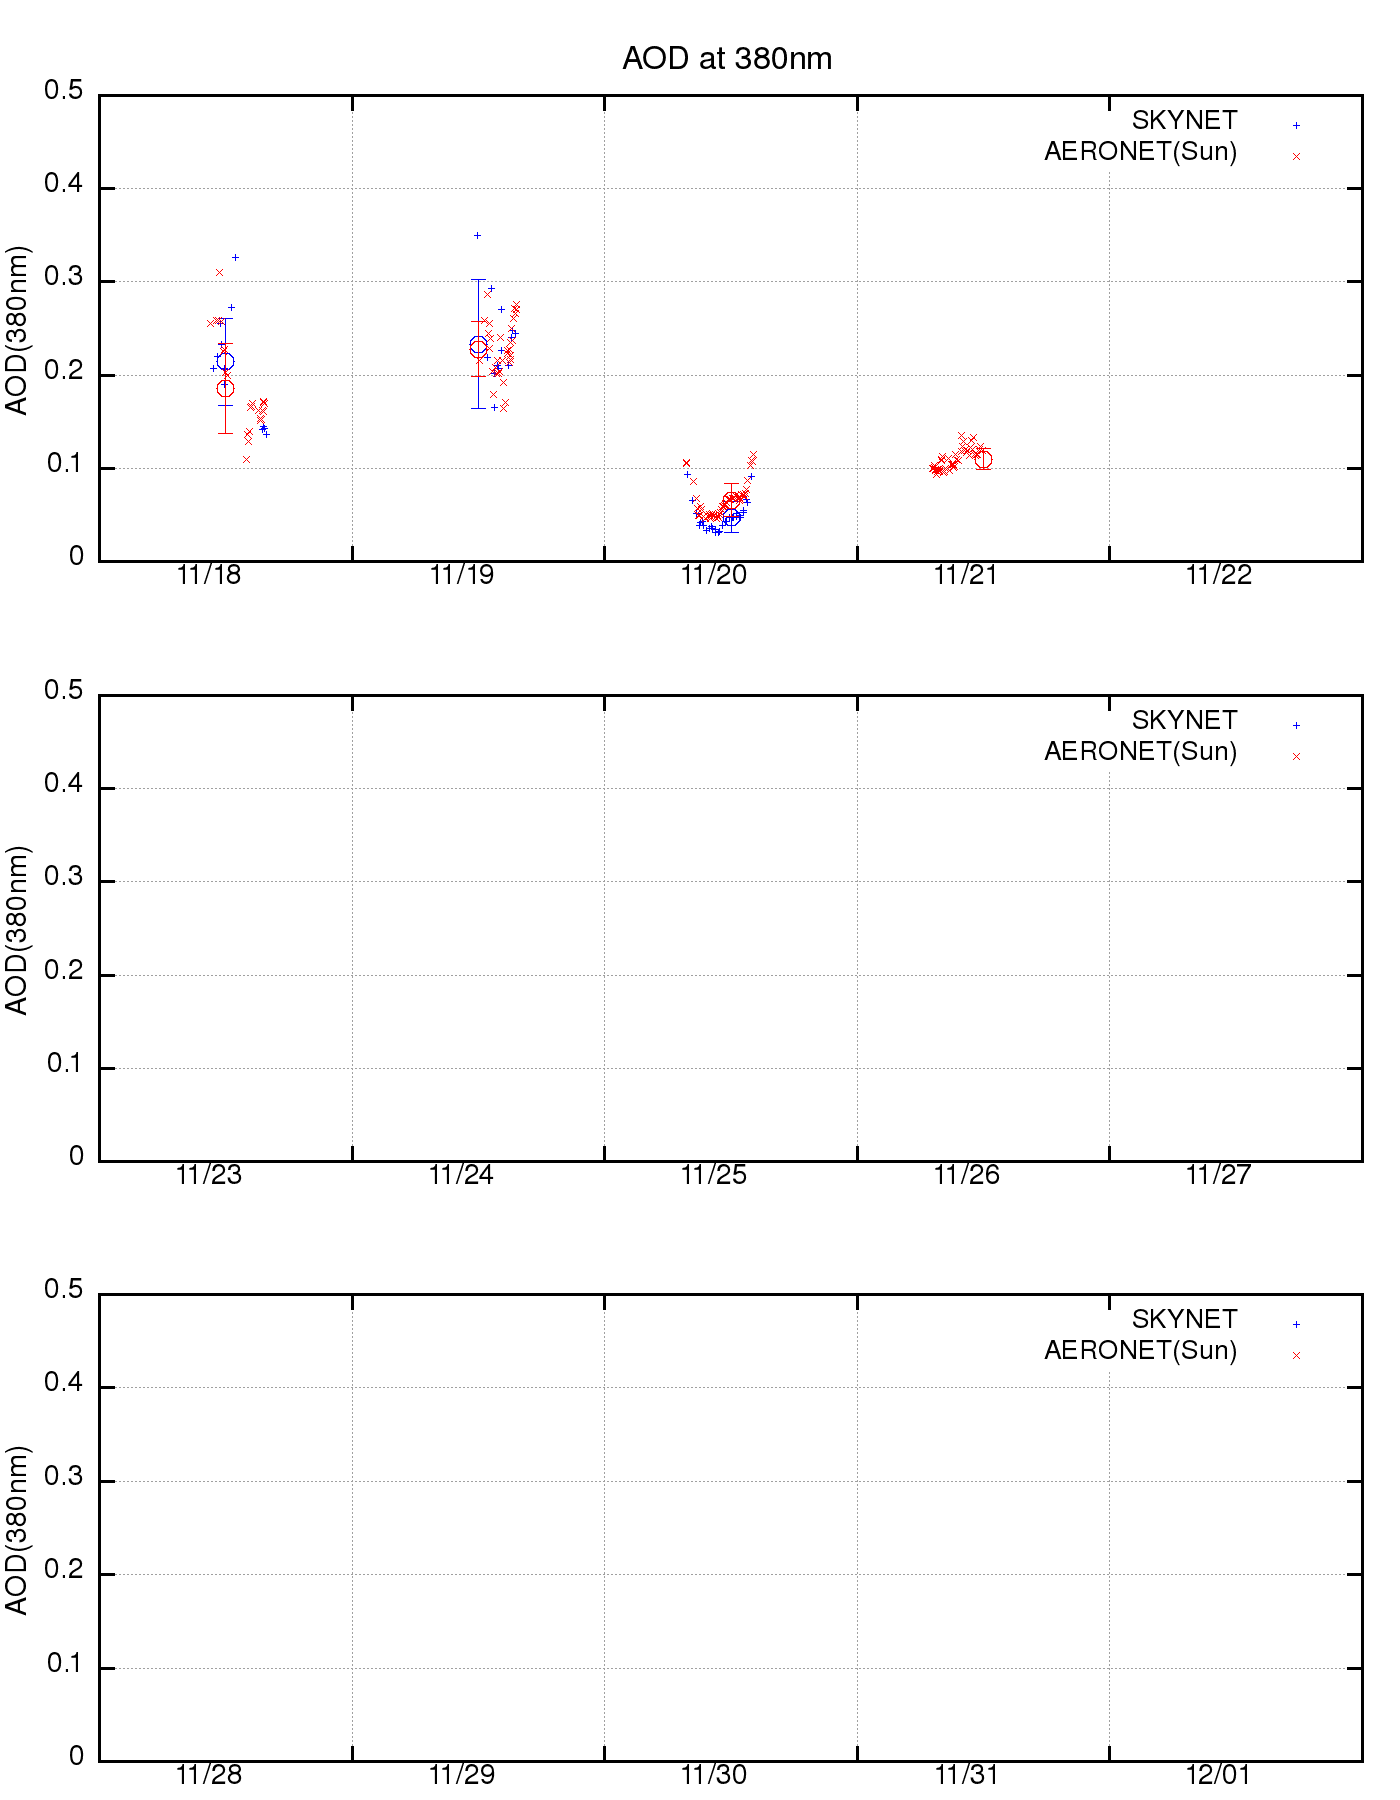 AOD at 380nm
0.5
SKYNET
AERONET(Sun)
0.4
0.3
AOD(380nm)
0.2
0.1
0
11/18 11/19 11/20 11/21 11/22
0.5
SKYNET
AERONET(Sun)
0.4
0.3
AOD(380nm)
0.2
0.1
0
11/23 11/24 11/25 11/26 11/27
0.5
SKYNET
AERONET(Sun)
0.4
0.3
AOD(380nm)
0.2
0.1
0
11/28 11/29 11/30 11/31 12/01